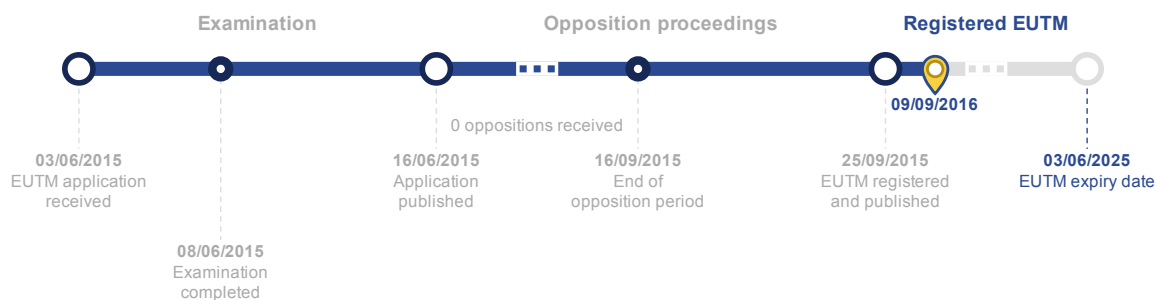 Examination
Opposition proceedings
Registered EUTM
09/09/2016
0 oppositions received
03/06/2015
EUTM application
received
16/06/2015
Application
published
16/09/2015
End of
opposition period
25/09/2015
EUTM registered
and published
03/06/2025
EUTM expiry date
08/06/2015
Examination
completed